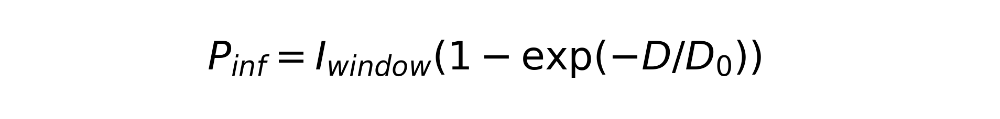 P_{inf} = I_{window}(1 − exp(−D/D_0))